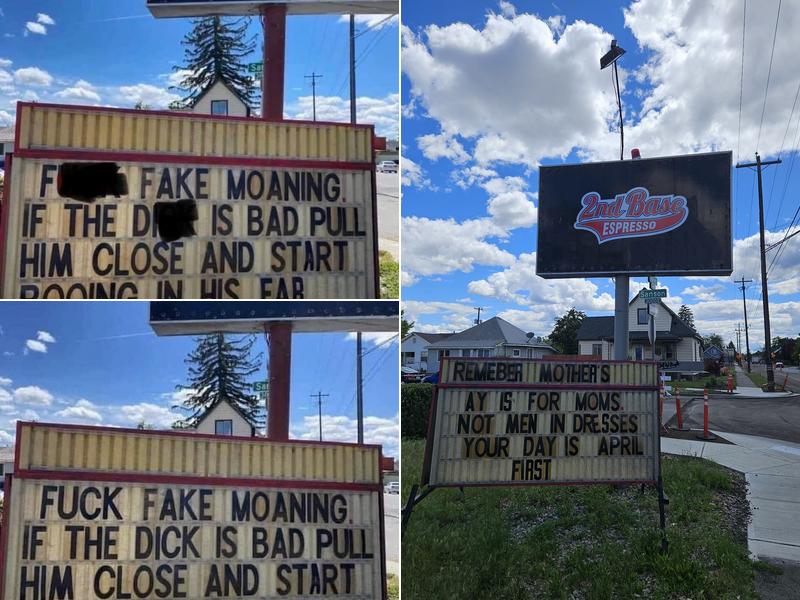 F FAKE MOANING.
IF THE DI IS BAD PULL
HIM CLOSE AND START
BOOING IN HIS EAR
FUCK FAKE MOANING
IF THE DICK IS BAD PULL
HIM CLOSE AND START
2nd Base
ESPRESSO
Sanson
REMEBER MOTHER'S
AY IS FOR MOMS.
NOT MEN IN DRESSES
YOUR DAY IS APRIL
FIRST